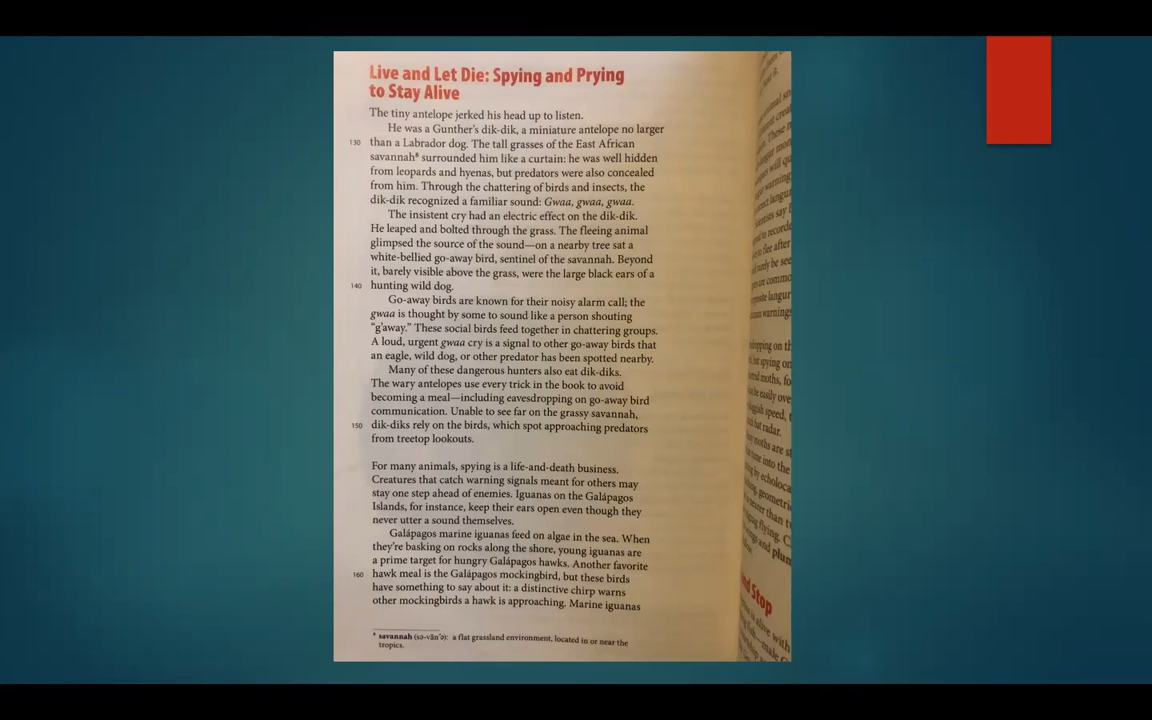 Live and Let Die: Spying and Prying
to Stay Alive
The tiny antelope jerked his head up to listen.
He was a Gunther's dik-dik, a miniature antelope no larger
130 than a Labrador dog. The tall grasses of the East African
savannah⁸ surrounded him like a curtain: he was well hidden
from leopards and hyenas, but predators were also concealed
from him. Through the chattering of birds and insects, the
dik-dik recognized a familiar sound: Gwaa, gwaa, gwaa.
The insistent cry had an electric effect on the dik-dik.
He leaped and bolted through the grass. The fleeing animal
glimpsed the source of the sound—on a nearby tree sat a
white-bellied go-away bird, sentinel of the savannah. Beyond
it, barely visible above the grass, were the large black ears of a
140 hunting wild dog.
Go-away birds are known for their noisy alarm call; the
gwaa is thought by some to sound like a person shouting
"g'away." These social birds feed together in chattering groups.
A loud, urgent gwaa cry is a signal to other go-away birds that
an eagle, wild dog, or other predator has been spotted nearby.
Many of these dangerous hunters also eat dik-diks.
The wary antelopes use every trick in the book to avoid
becoming a meal—including eavesdropping on go-away bird
communication. Unable to see far on the grassy savannah,
150 dik-diks rely on the birds, which spot approaching predators
from treetop lookouts.
For many animals, spying is a life-and-death business.
Creatures that catch warning signals meant for others may
stay one step ahead of enemies. Iguanas on the Galápagos
Islands, for instance, keep their ears open even though they
never utter a sound themselves.
Galápagos marine iguanas feed on algae in the sea. When
they're basking on rocks along the shore, young iguanas are
a prime target for hungry Galápagos hawks. Another favorite
160 hawk meal is the Galápagos mockingbird, but these birds
have something to say about it: a distinctive chirp warns
other mockingbirds a hawk is approaching. Marine iguanas
savannah (sə-văn′ə): a flat grassland environment, located in or near the
tropics.
Stop